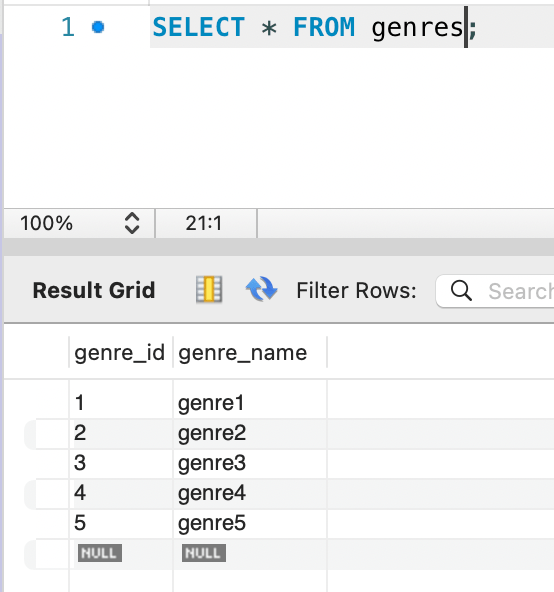 1 SELECT * FROM genres;
100% 21:1
Result Grid Filter Rows: Search
genre_id genre_name
1 genre1
2 genre2
3 genre3
4 genre4
5 genre5
NULL NULL